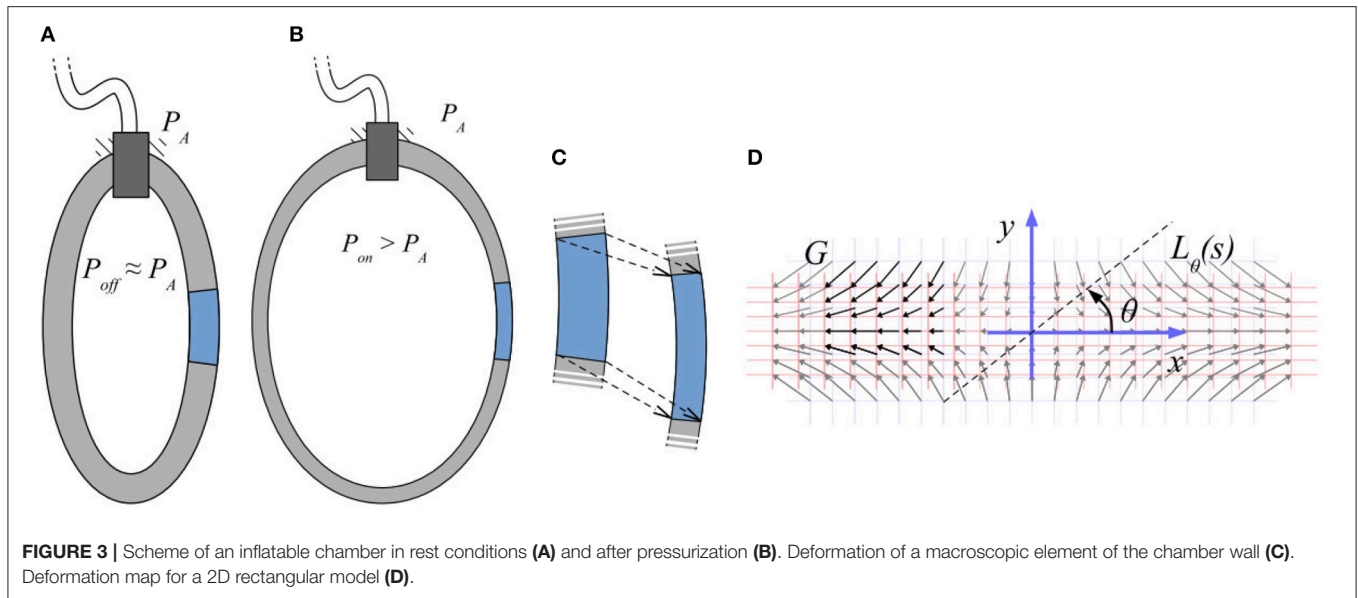 A
B
P_A
P_A
C
D
P_off ≈ P_A
P_on > P_A
G
y
L_θ(s)
θ
x
FIGURE 3 | Scheme of an inflatable chamber in rest conditions (A) and after pressurization (B). Deformation of a macroscopic element of the chamber wall (C).
Deformation map for a 2D rectangular model (D).